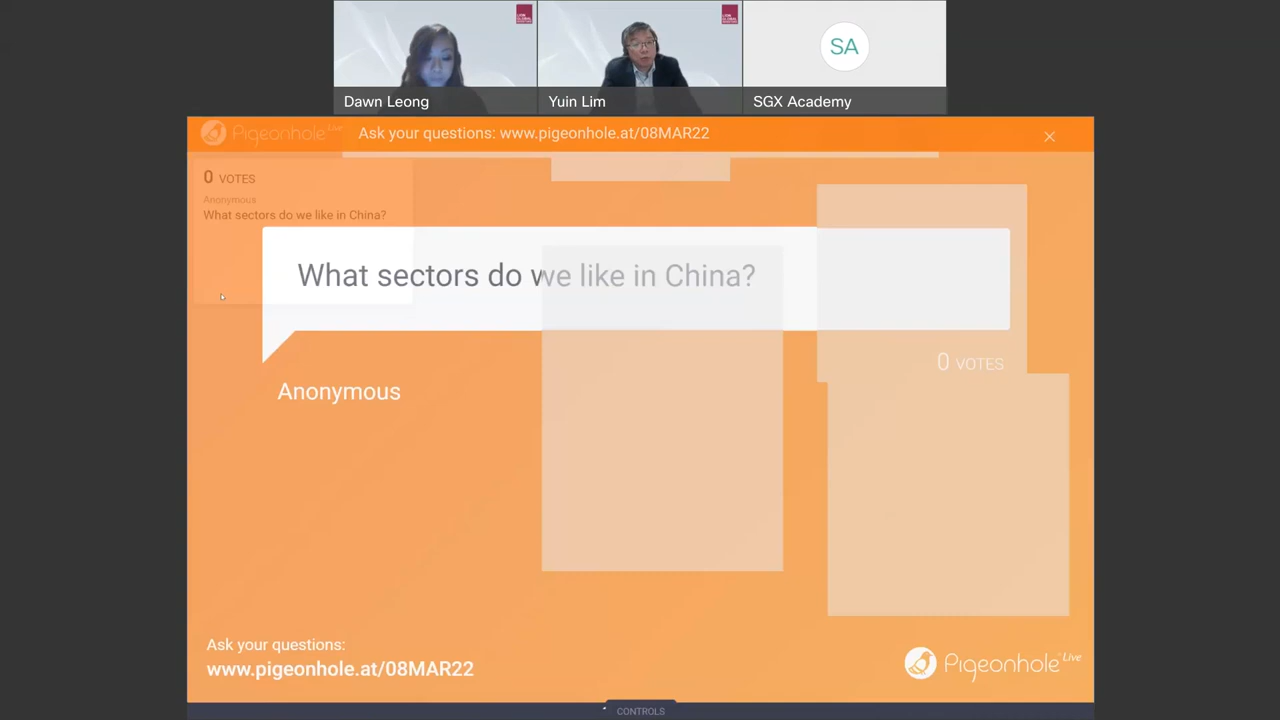 Dawn Leong
Yuin Lim
SA
SGX Academy
Pigeonhole Live
Ask your questions: www.pigeonhole.at/08MAR22
0 VOTES
Anonymous
What sectors do we like in China?
What sectors do we like in China?
0 VOTES
Anonymous
Ask your questions:
www.pigeonhole.at/08MAR22
Pigeonhole Live
CONTROLS